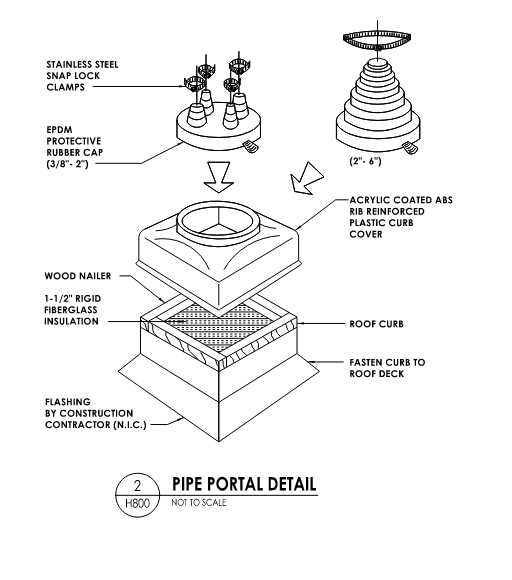 STAINLESS STEEL
SNAP LOCK
CLAMPS
EPDM
PROTECTIVE
RUBBER CAP
(3/8"- 2")
(2"- 6")
ACRYLIC COATED ABS
RIB REINFORCED
PLASTIC CURB
COVER
WOOD NAILER
1-1/2" RIGID
FIBERGLASS
INSULATION
ROOF CURB
FASTEN CURB TO
ROOF DECK
FLASHING
BY CONSTRUCTION
CONTRACTOR (N.I.C.)
2
H800
PIPE PORTAL DETAIL
NOT TO SCALE